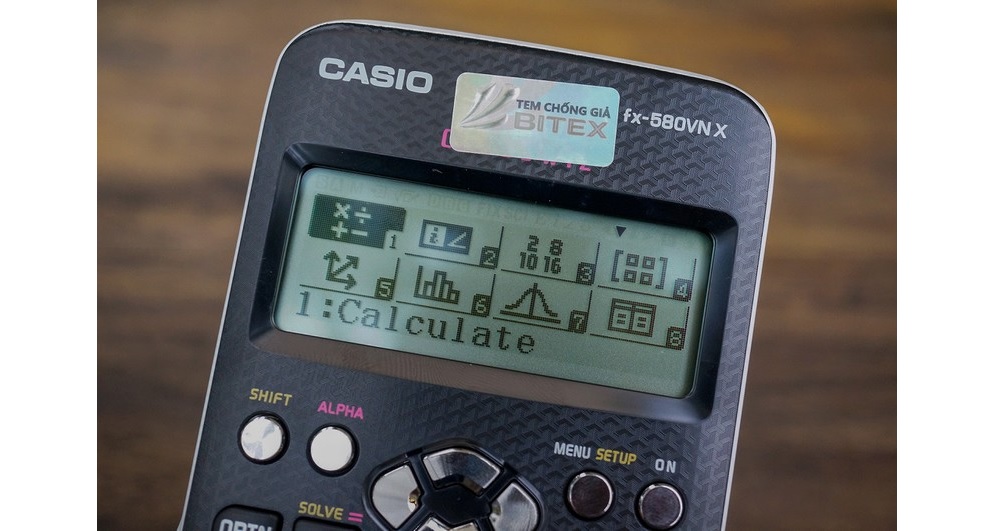 CASIO
TEM CHỐNG GIẢ
BITEX
fx-580VN X
1
2
2 8
10 16
3
4
5
6
7
8
1:Calculate
SHIFT
ALPHA
MENU SETUP
ON
SOLVE =
OPTN